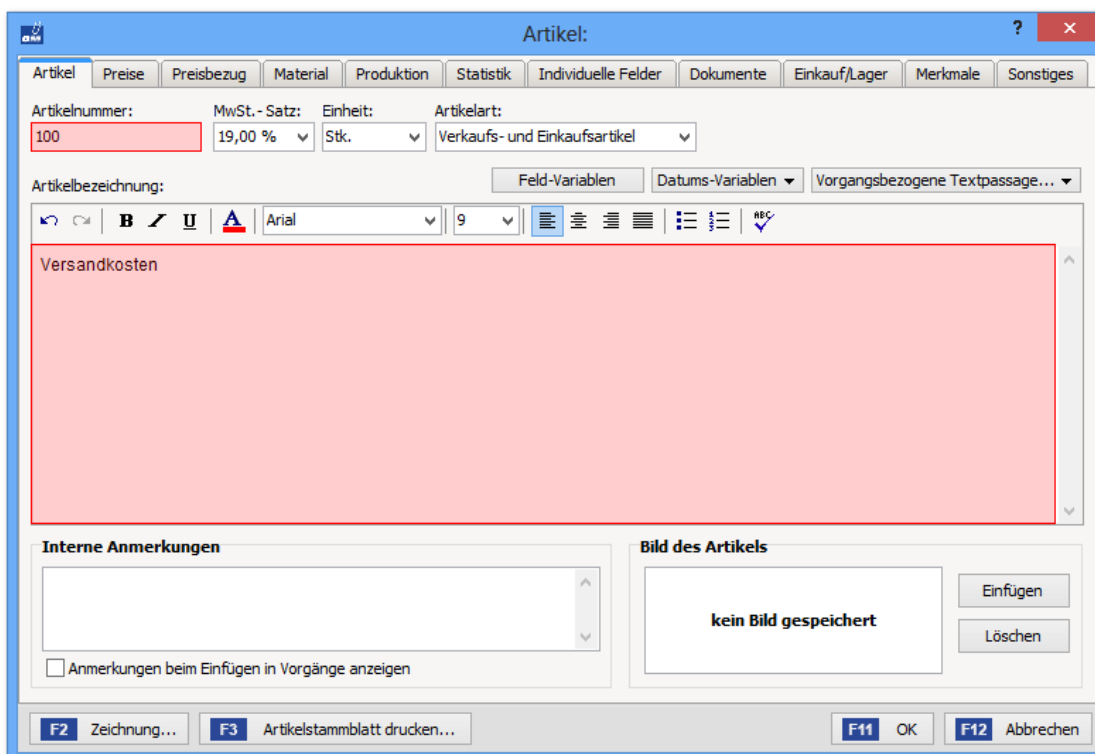 Artikel:
?
Artikel Preise Preisbezug Material Produktion Statistik Individuelle Felder Dokumente Einkauf/Lager Merkmale Sonstiges
Artikelnummer: MwSt.- Satz: Einheit: Artikelart:
100 19,00 % Stk. Verkaufs- und Einkaufsartikel
Artikelbezeichnung: Feld-Variablen Datums-Variablen Vorgangsbezogene Textpassage...
B I U A Arial 9 ABC
Versandkosten
Interne Anmerkungen Bild des Artikels
kein Bild gespeichert
Einfügen
Löschen
Anmerkungen beim Einfügen in Vorgänge anzeigen
F2 Zeichnung... F3 Artikelstammblatt drucken... F11 OK F12 Abbrechen